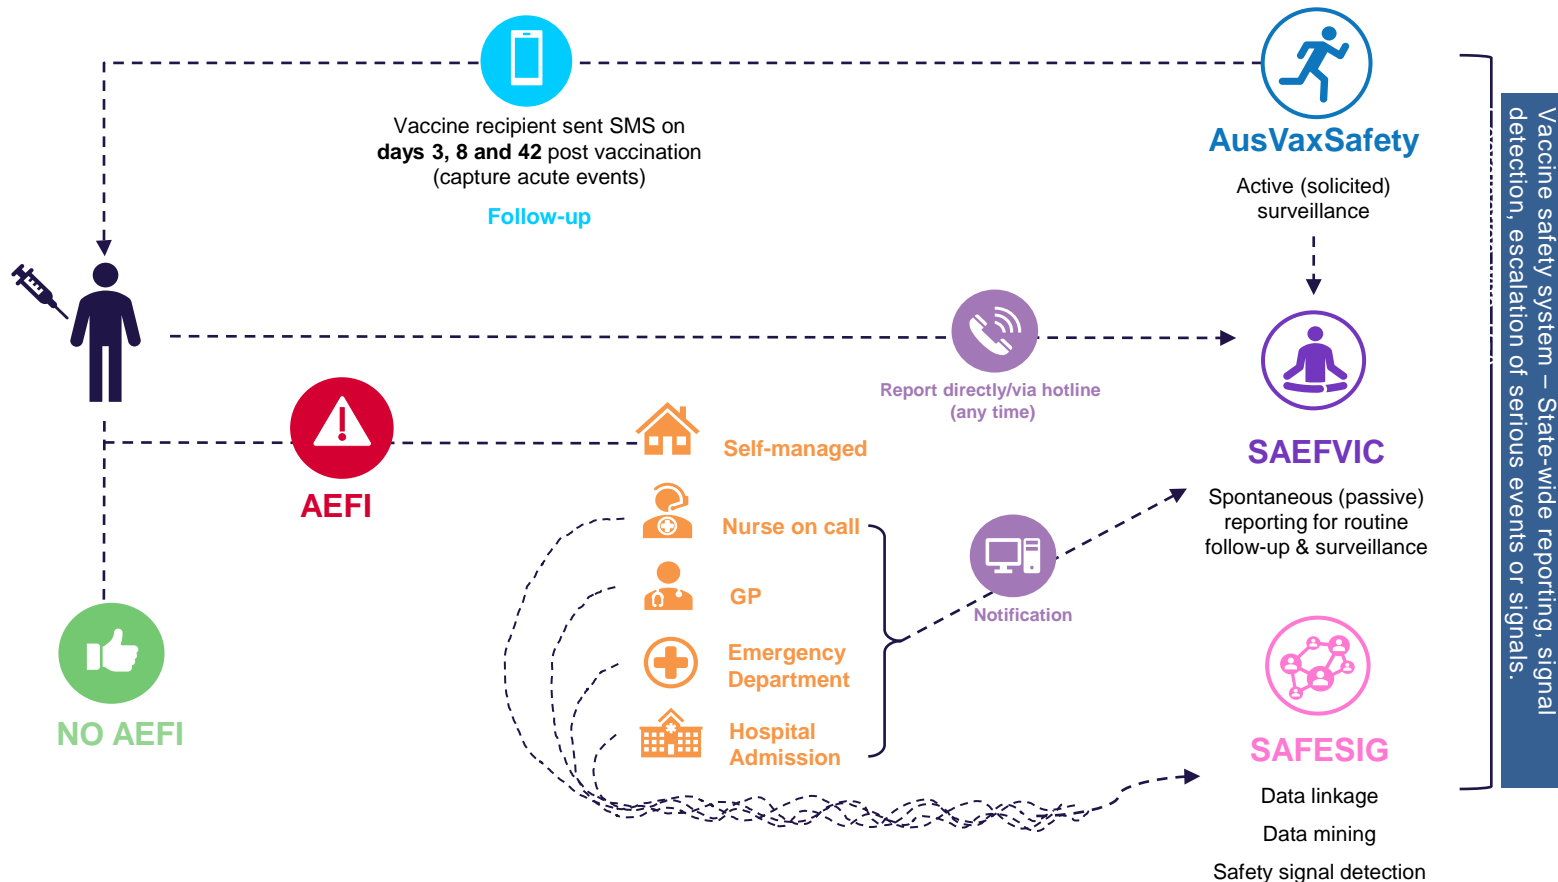 Vaccine recipient sent SMS on
days 3, 8 and 42 post vaccination
(capture acute events)
Follow-up
AusVaxSafety
Active (solicited)
surveillance
Report directly/via hotline
(any time)
AEFI
Self-managed
Nurse on call
GP
Emergency
Department
Hospital
Admission
Notification
SAEFVIC
Spontaneous (passive)
reporting for routine
follow-up & surveillance
NO AEFI
SAFESIG
Data linkage
Data mining
Safety signal detection
Vaccine safety system – State-wide reporting, signal
detection, escalation of serious events or signals.